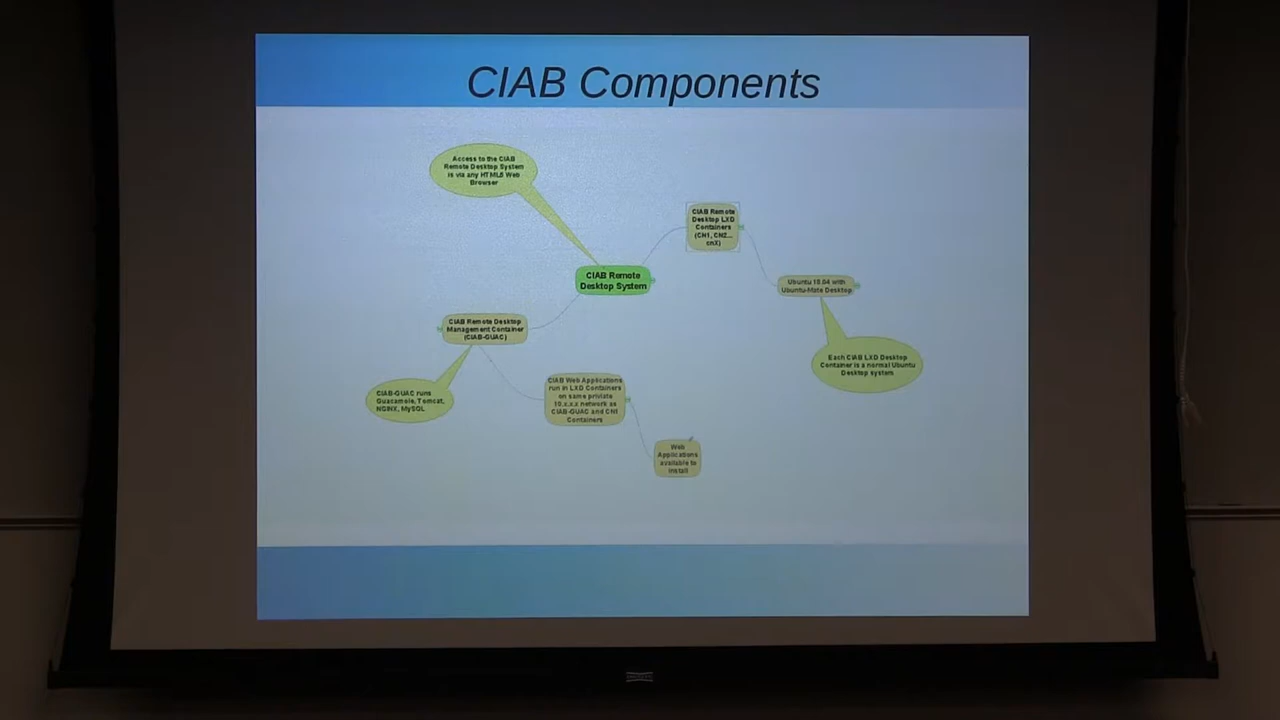 CIAB Components
Access to the CIAB
Remote Desktop System
is via any HTML5 Web
Browser
CIAB Remote
Desktop LXD
Containers
(CN1, CN2...
cnX)
CIAB Remote
Desktop System
Ubuntu 18.04 with
Ubuntu-Mate Desktop
CIAB Remote Desktop
Management Container
(CIAB-GUAC)
Each CIAB LXD Desktop
Container is a normal Ubuntu
Desktop system
CIAB-GUAC runs
Guacamole, Tomcat,
NGINX, MySQL
CIAB Web Applications
run in LXD Containers
on same private
10.x.x.x network as
CIAB-GUAC and CN1
Containers
Web
Applications
available to
install